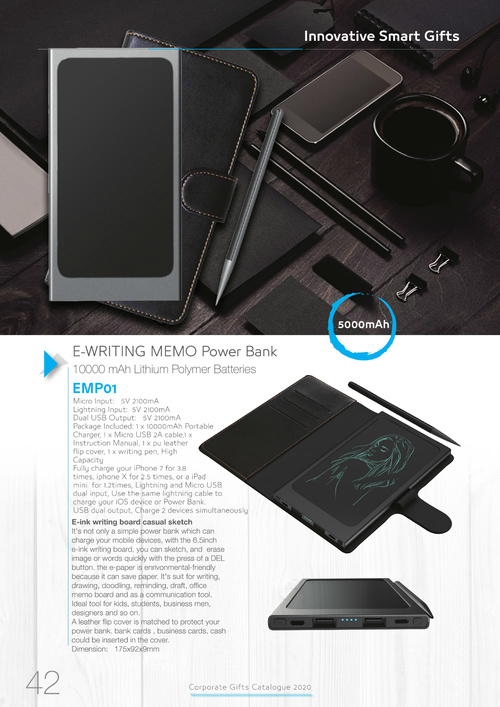 Innovative Smart Gifts
5000mAh
E-WRITING MEMO Power Bank
10000 mAh Lithium Polymer Batteries
EMP01
Micro Input: 5V 2100mA
Lightning Input: 5V 2100mA
Dual USB Output: 5V 2100mA
Package Included: 1 x 10000mAh Portable
Charger, 1 x Micro USB 2A cable,1 x
Instruction Manual, 1 x pu leather
flip cover, 1 x writing pen, High
Capacity
Fully charge your iPhone 7 for 3.8
times, iphone X for 2.5 times, or a iPad
mini for 1.2times, Lightning and Micro USB
dual input, Use the same lightning cable to
charge your iOS device or Power Bank.
USB dual output, Charge 2 devices simultaneously
E-ink writing board casual sketch
It's not only a simple power bank which can
charge your mobile devices, with the 8.5inch
e-ink writing board, you can sketch, and erase
image or words quickly with the press of a DEL
button. the e-paper is enrivonmental-friendly
because it can save paper. It's suit for writing,
drawing, doodling, reminding, draft, office
memo board and as a communication tool.
Ideal tool for kids, students, business men,
designers and so on.
A leather flip cover is matched to protect your
power bank. bank cards , business cards, cash
could be inserted in the cover.
Dimension: 175x92x9mm
42
Corporate Gifts Catalogue 2020